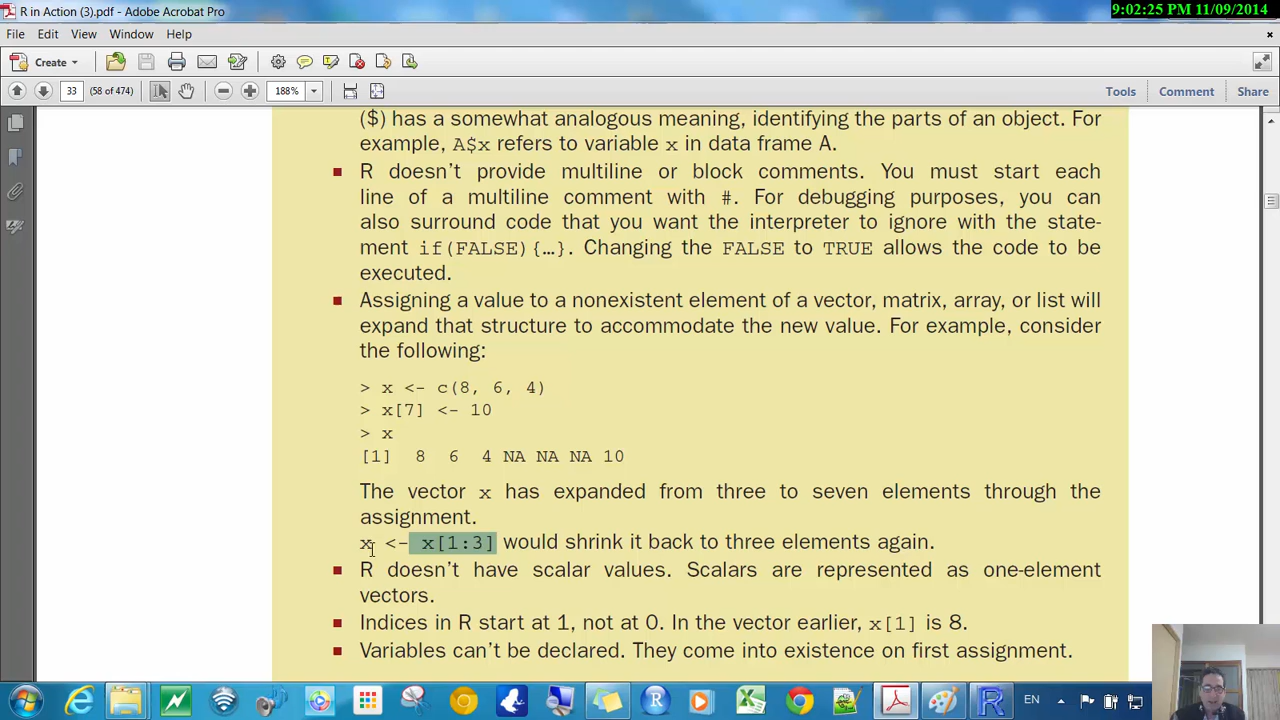 R in Action (3).pdf - Adobe Acrobat Pro
9:02:25 PM 11/09/2014
File Edit View Window Help
Create
33 (58 of 474) 188% Tools Comment Share
($) has a somewhat analogous meaning, identifying the parts of an object. For
example, A$x refers to variable x in data frame A.
R doesn't provide multiline or block comments. You must start each
line of a multiline comment with #. For debugging purposes, you can
also surround code that you want the interpreter to ignore with the state-
ment if(FALSE){…}. Changing the FALSE to TRUE allows the code to be
executed.
Assigning a value to a nonexistent element of a vector, matrix, array, or list will
expand that structure to accommodate the new value. For example, consider
the following:
> x <- c(8, 6, 4)
> x[7] <- 10
> x
[1] 8 6 4 NA NA NA 10
The vector x has expanded from three to seven elements through the
assignment.
x <- x[1:3] would shrink it back to three elements again.
R doesn't have scalar values. Scalars are represented as one-element
vectors.
Indices in R start at 1, not at 0. In the vector earlier, x[1] is 8.
Variables can't be declared. They come into existence on first assignment.
EN